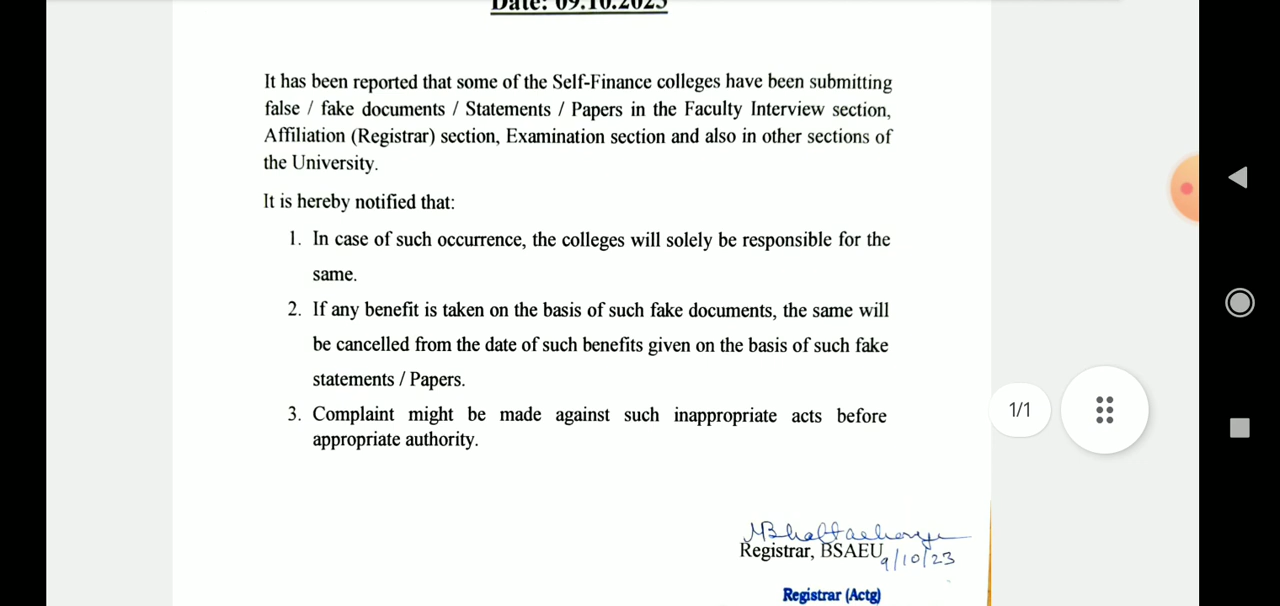 Date: 09.10.2023
It has been reported that some of the Self-Finance colleges have been submitting
false / fake documents / Statements / Papers in the Faculty Interview section,
Affiliation (Registrar) section, Examination section and also in other sections of
the University.
It is hereby notified that:
1. In case of such occurrence, the colleges will solely be responsible for the
same.
2. If any benefit is taken on the basis of such fake documents, the same will
be cancelled from the date of such benefits given on the basis of such fake
statements / Papers.
3. Complaint might be made against such inappropriate acts before
appropriate authority.
1/1
NBhattacharya
Registrar, BSAEU
9/10/23
Registrar (Actg)